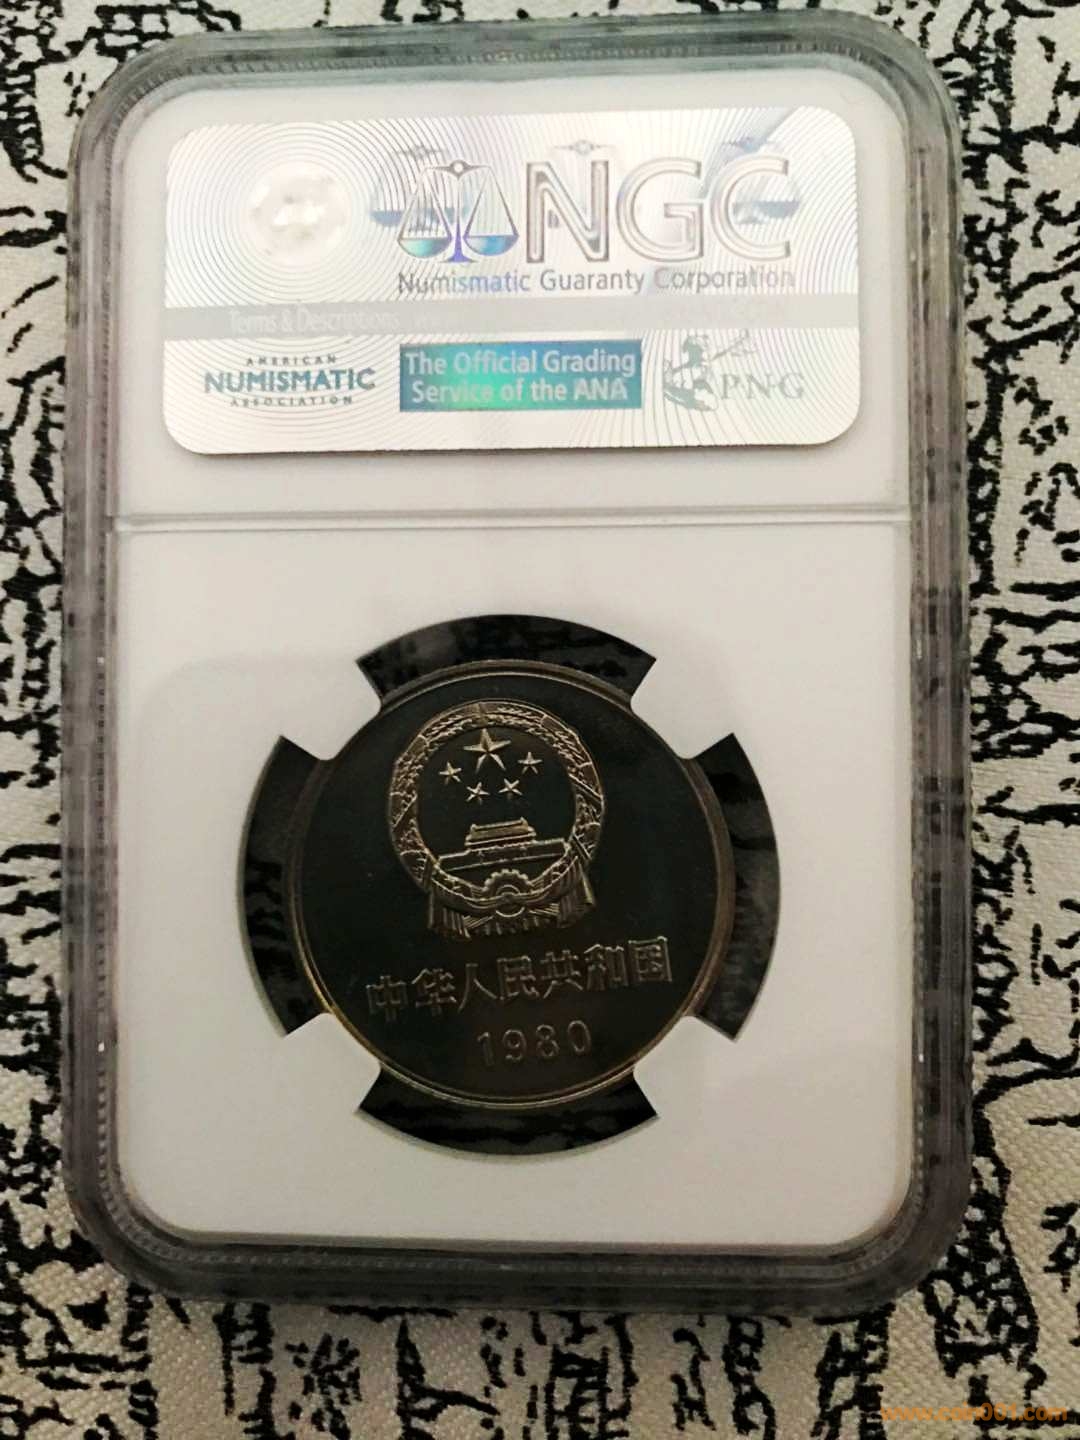 NGC
Numismatic Guaranty Corporation
Terms & Descriptions
AMERICAN
NUMISMATIC
ASSOCIATION
The Official Grading
Service of the ANA
PNG
中华人民共和国
1980
www.coin001.com